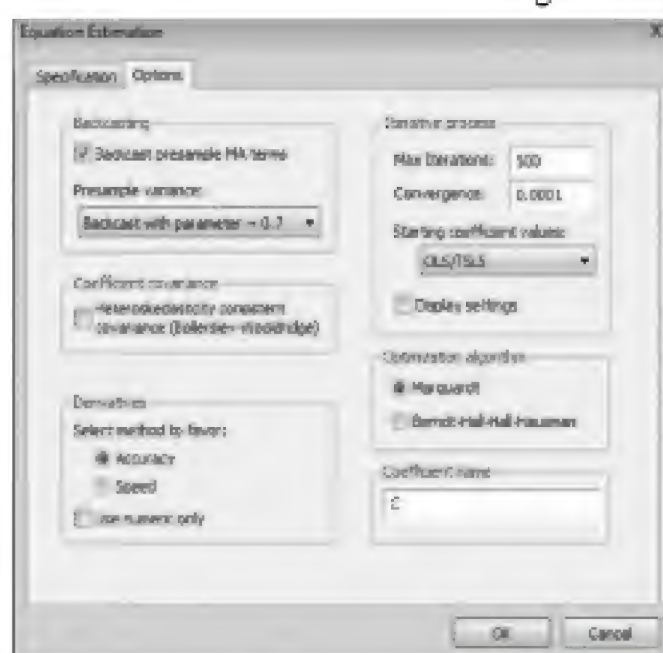 Equation Estimation
Specification Options
Backcasting
Backcast presample MA terms
Presample variance:
Backcast with parameter = 0.7
Coefficient covariance
Heteroskedasticity consistent
covariance (Bollerslev-Wooldridge)
Derivatives
Select method to favor:
Accuracy
Speed
Use numeric only
Iterative process
Max Iterations: 500
Convergence: 0.0001
Starting coefficient values:
OLS/TSLS
Display settings
Optimization algorithm
Marquardt
Berndt-Hall-Hall-Hausman
Coefficient name
C
OK Cancel